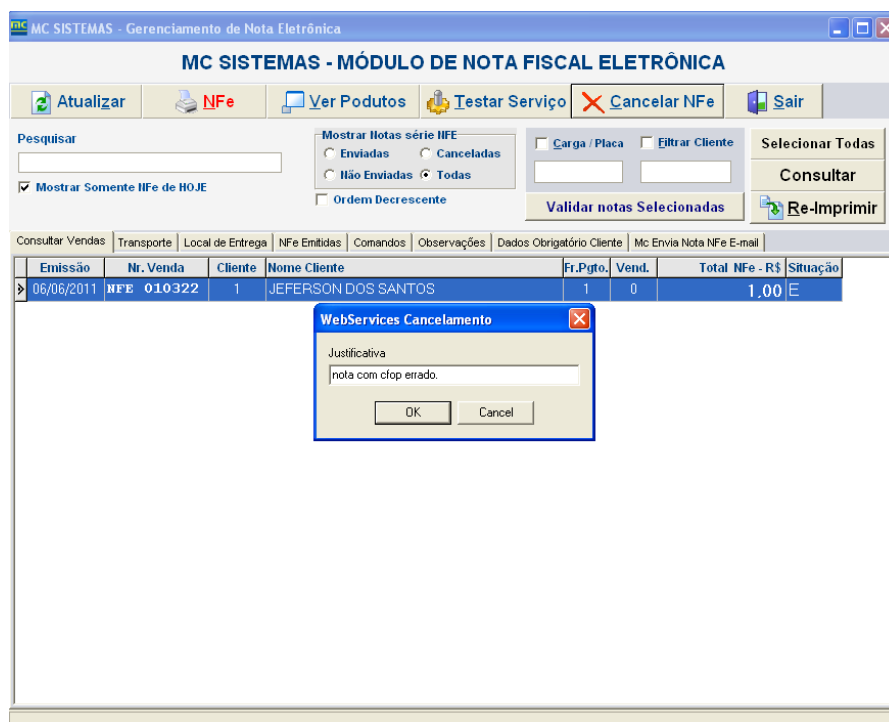 MC SISTEMAS - Gerenciamento de Nota Eletrônica
MC SISTEMAS - MÓDULO DE NOTA FISCAL ELETRÔNICA
Atualizar NFe Ver Podutos Testar Serviço Cancelar NFe Sair
Pesquisar
Mostrar Somente NFe de HOJE
Mostrar Notas série NFE
Enviadas Canceladas
Não Enviadas Todas
Ordem Decrescente
Carga / Placa Filtrar Cliente
Validar notas Selecionadas
Selecionar Todas
Consultar
Re-Imprimir
Consultar Vendas Transporte Local de Entrega NFe Emitidas Comandos Observações Dados Obrigatório Cliente Mc Envia Nota NFe E-mail
Emissão Nr. Venda Cliente Nome Cliente Fr.Pgto. Vend. Total NFe - R$ Situação
06/06/2011 NFE 010322 1 JEFERSON DOS SANTOS 1 0 1,00 E
WebServices Cancelamento
Justificativa
nota com cfop errado.
OK Cancel